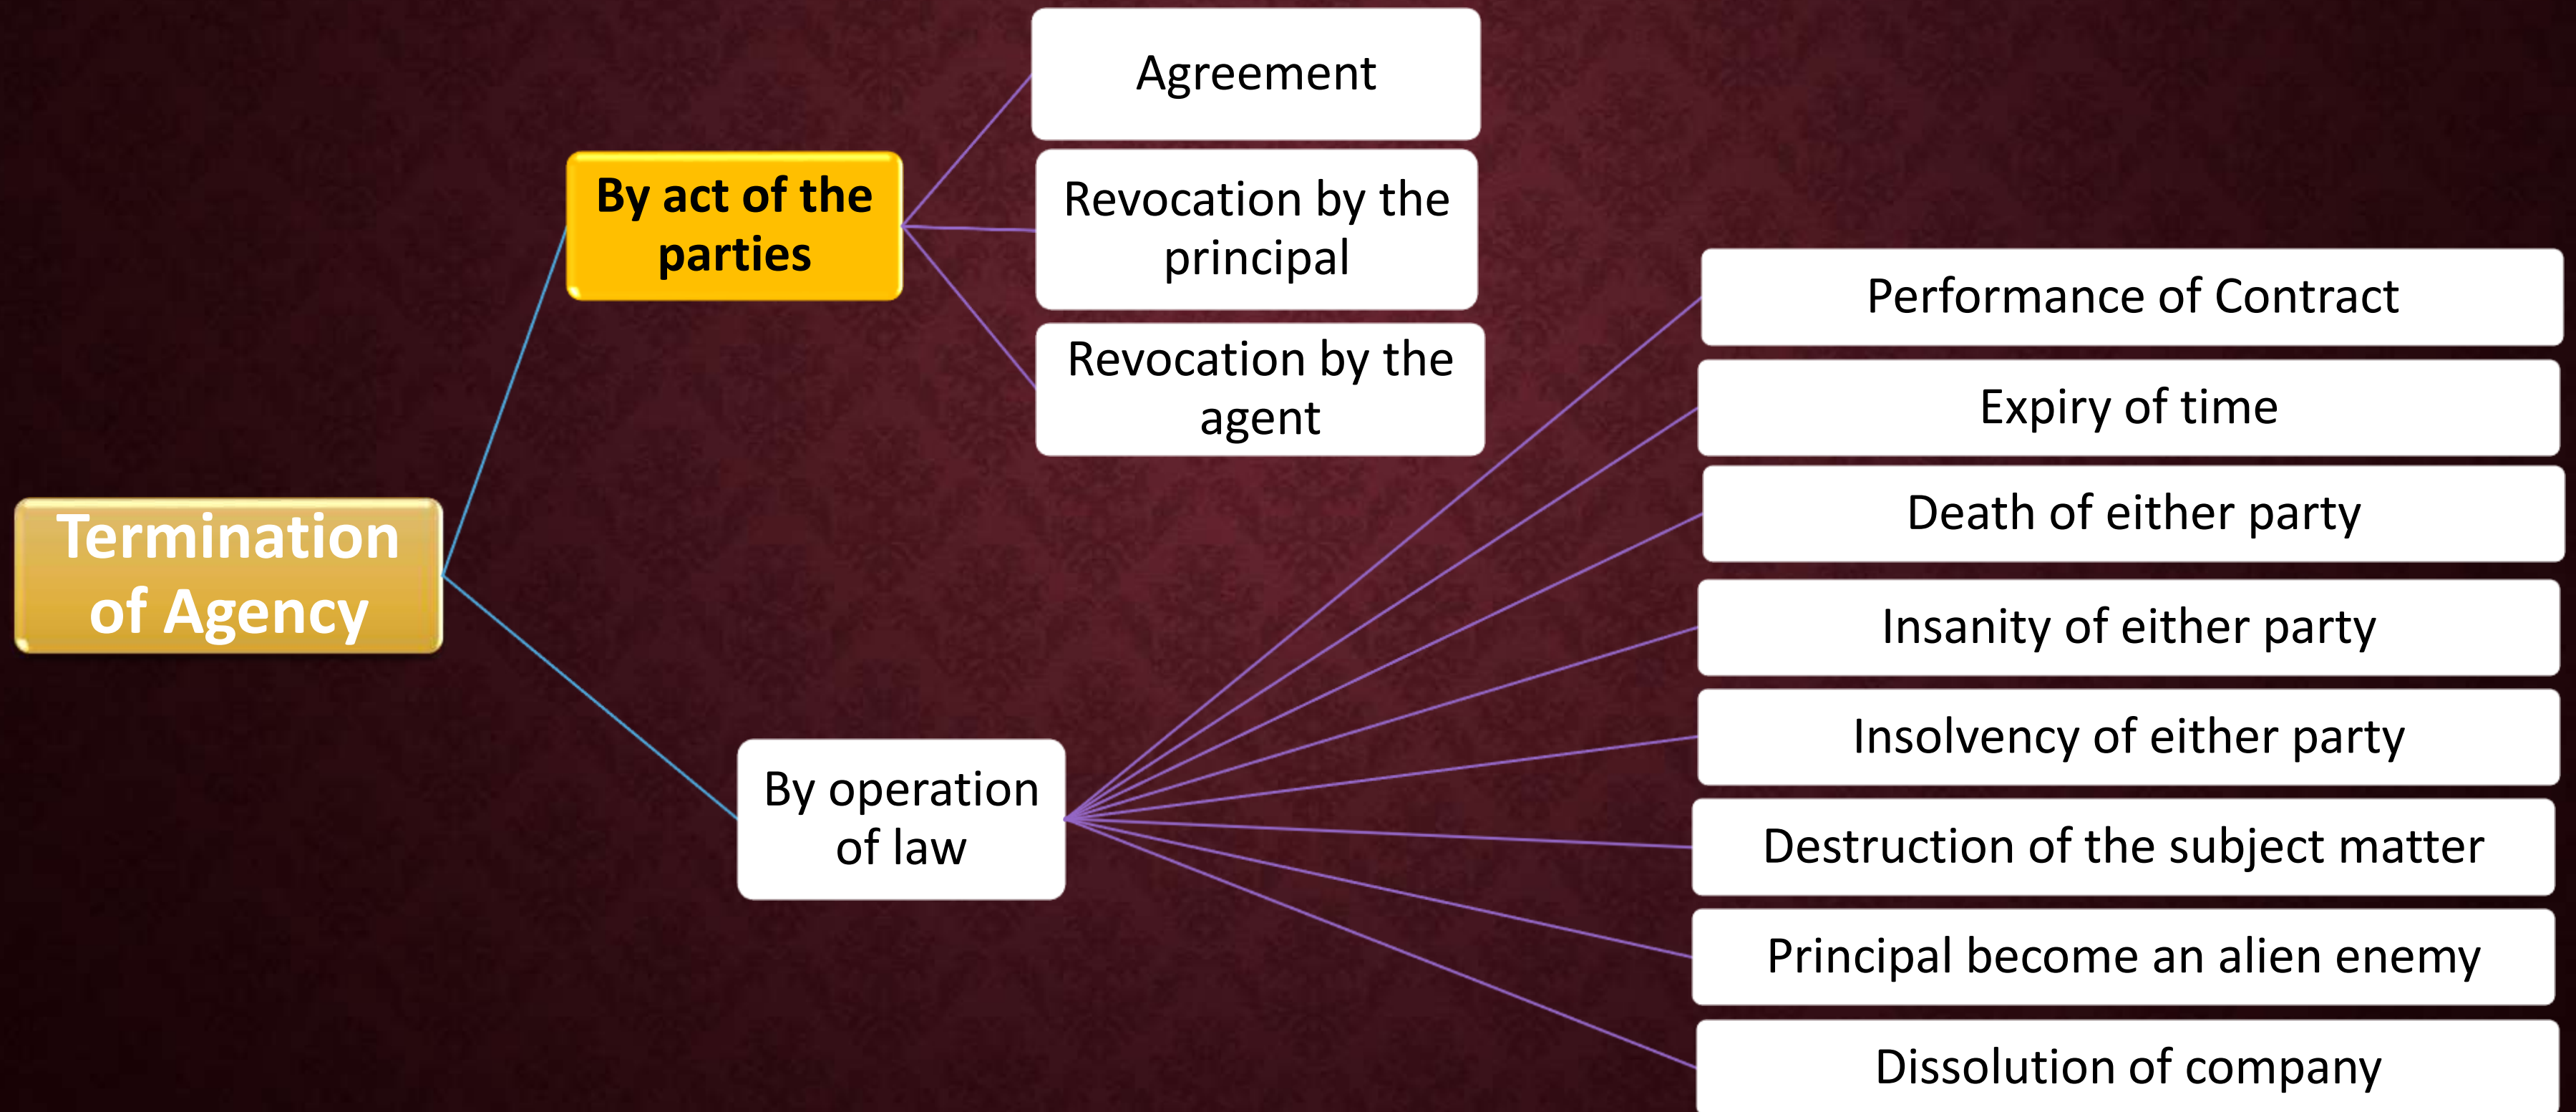 Termination
of Agency
By act of the
parties
Agreement
Revocation by the
principal
Revocation by the
agent
By operation
of law
Performance of Contract
Expiry of time
Death of either party
Insanity of either party
Insolvency of either party
Destruction of the subject matter
Principal become an alien enemy
Dissolution of company